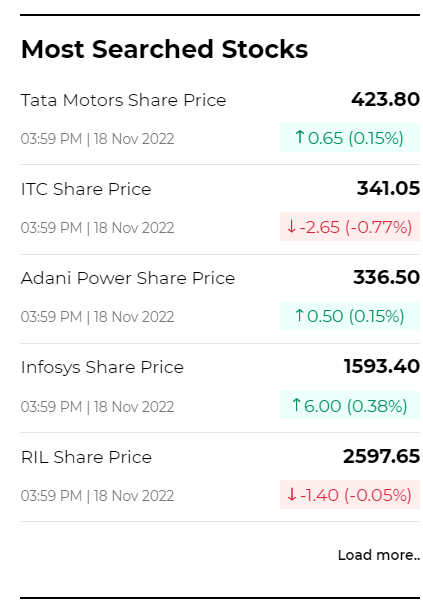 Most Searched Stocks
Tata Motors Share Price 423.80
03:59 PM | 18 Nov 2022 ↑0.65 (0.15%)
ITC Share Price 341.05
03:59 PM | 18 Nov 2022 ↓-2.65 (-0.77%)
Adani Power Share Price 336.50
03:59 PM | 18 Nov 2022 ↑0.50 (0.15%)
Infosys Share Price 1593.40
03:59 PM | 18 Nov 2022 ↑6.00 (0.38%)
RIL Share Price 2597.65
03:59 PM | 18 Nov 2022 ↓-1.40 (-0.05%)
Load more..